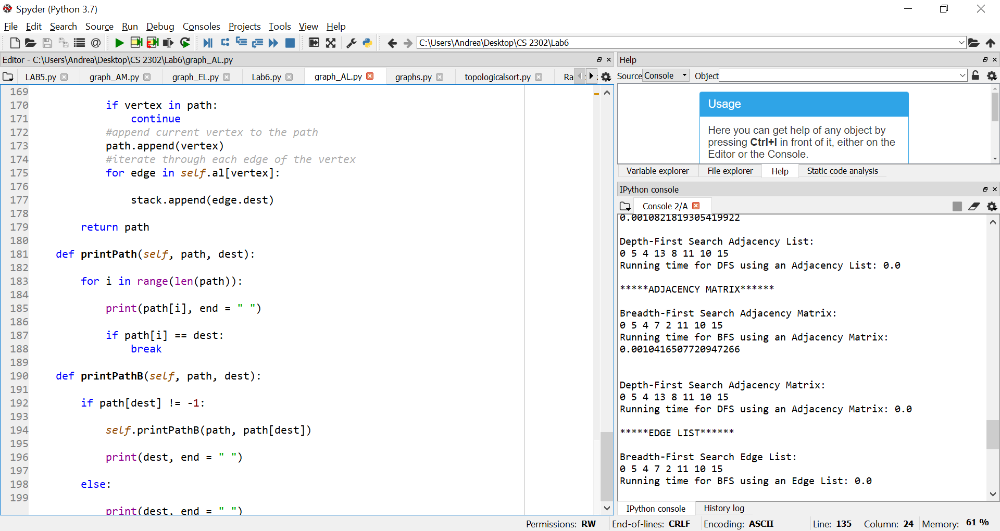 Spyder (Python 3.7)
File Edit Search Source Run Debug Consoles Projects Tools View Help
C:\Users\Andrea\Desktop\CS 2302\Lab6
Editor - C:\Users\Andrea\Desktop\CS 2302\Lab6\graph_AL.py
LAB5.py graph_AM.py graph_EL.py Lab6.py graph_AL.py graphs.py topologicalsort.py Ra
169
170 if vertex in path:
171 continue
172 #append current vertex to the path
173 path.append(vertex)
174 #iterate through each edge of the vertex
175 for edge in self.al[vertex]:
176
177 stack.append(edge.dest)
178
179 return path
180
181 def printPath(self, path, dest):
182
183 for i in range(len(path)):
184
185 print(path[i], end = " ")
186
187 if path[i] == dest:
188 break
189
190 def printPathB(self, path, dest):
191
192 if path[dest] != -1:
193
194 self.printPathB(path, path[dest])
195
196 print(dest, end = " ")
197
198 else:
199
print(dest, end = " ")
Help
Source Console Object
Usage
Here you can get help of any object by
pressing Ctrl+I in front of it, either on the
Editor or the Console.
Variable explorer File explorer Help Static code analysis
IPython console
Console 2/A
0.0010821819305419922
Depth-First Search Adjacency List:
0 5 4 13 8 11 10 15
Running time for DFS using an Adjacency List: 0.0
*****ADJACENCY MATRIX******
Breadth-First Search Adjacency Matrix:
0 5 4 7 2 11 10 15
Running time for BFS using an Adjacency Matrix:
0.0010416507720947266
Depth-First Search Adjacency Matrix:
0 5 4 13 8 11 10 15
Running time for DFS using an Adjacency Matrix: 0.0
*****EDGE LIST******
Breadth-First Search Edge List:
0 5 4 7 2 11 10 15
Running time for BFS using an Edge List: 0.0
IPython console History log
Permissions: RW End-of-lines: CRLF Encoding: ASCII Line: 135 Column: 24 Memory: 61 %